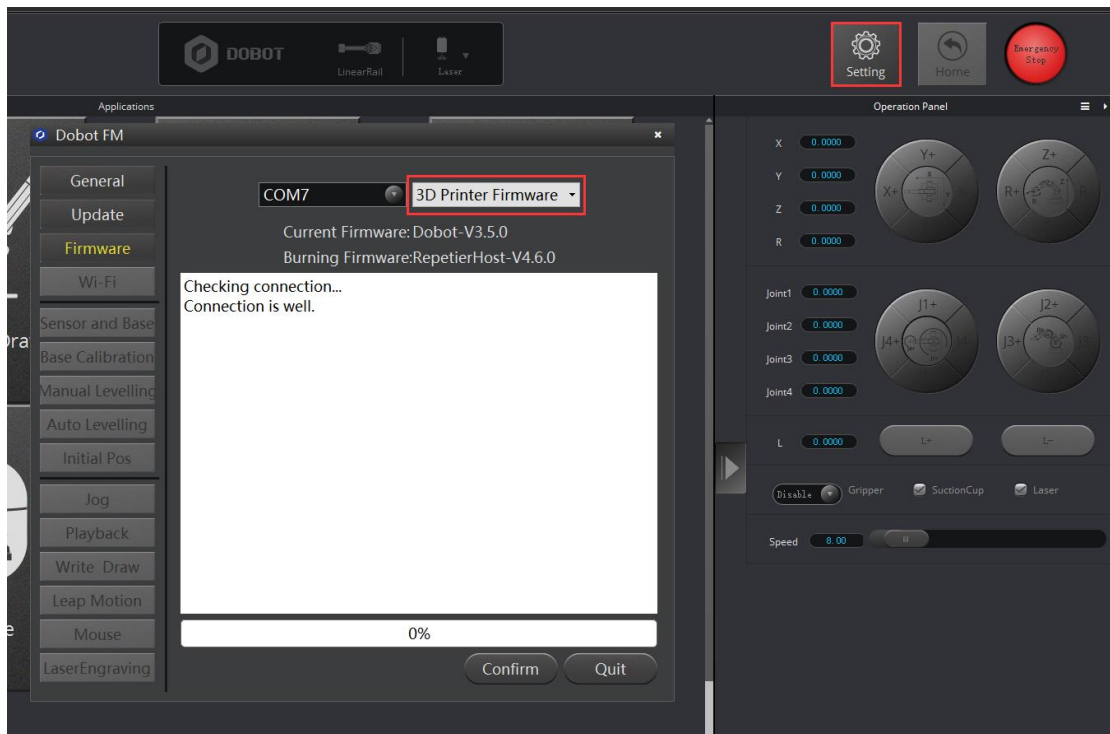 DOBOT
LinearRail
Laser
Setting
Home
Emergency
Stop
Applications
Operation Panel
Dobot FM
General
Update
Firmware
Wi-Fi
Sensor and Base
Base Calibration
Manual Levelling
Auto Levelling
Initial Pos
Jog
Playback
Write Draw
Leap Motion
Mouse
LaserEngraving
COM7
3D Printer Firmware
Current Firmware: Dobot-V3.5.0
Burning Firmware:RepetierHost-V4.6.0
Checking connection...
Connection is well.
0%
Confirm
Quit
X 0.0000
Y 0.0000
Z 0.0000
R 0.0000
Y+
X+
Z+
R+
R-
Joint1 0.0000
Joint2 0.0000
Joint3 0.0000
Joint4 0.0000
J1+
J4+
J4-
J2+
J3+
J3-
L 0.0000
L+
L-
Disable
Gripper
SuctionCup
Laser
Speed 8.00